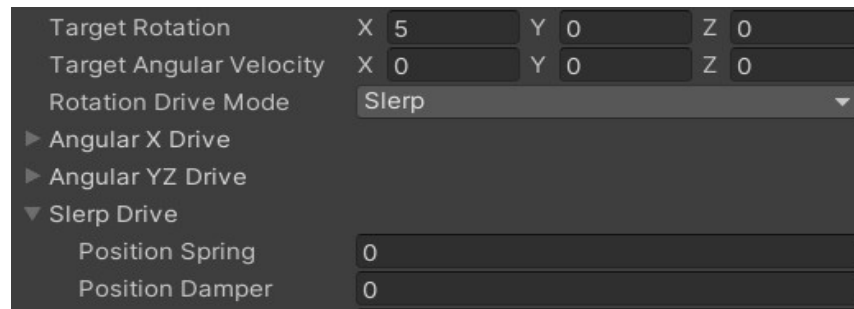 Target Rotation X 5 Y 0 Z 0
Target Angular Velocity X 0 Y 0 Z 0
Rotation Drive Mode Slerp
Angular X Drive
Angular YZ Drive
Slerp Drive
Position Spring 0
Position Damper 0